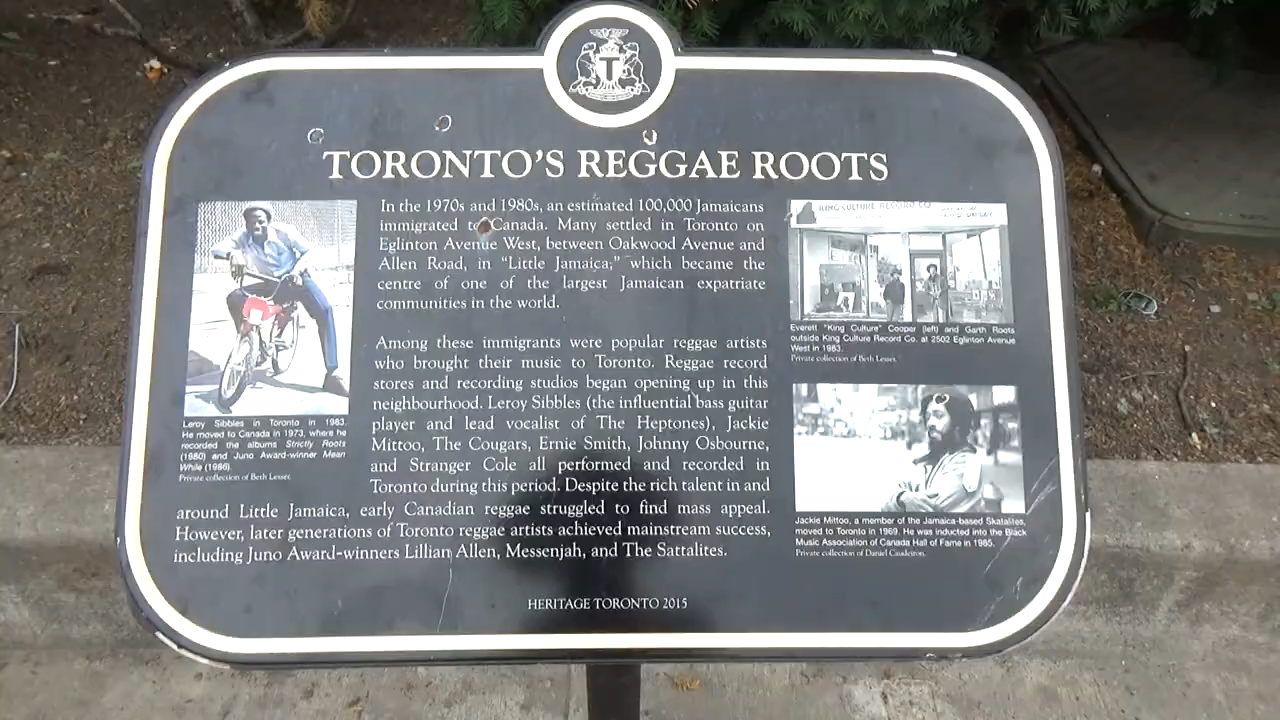 T
TORONTO'S REGGAE ROOTS
In the 1970s and 1980s, an estimated 100,000 Jamaicans
immigrated to Canada. Many settled in Toronto on
Eglinton Avenue West, between Oakwood Avenue and
Allen Road, in "Little Jamaica," which became the
centre of one of the largest Jamaican expatriate
communities in the world.
Among these immigrants were popular reggae artists
who brought their music to Toronto. Reggae record
stores and recording studios began opening up in this
neighbourhood. Leroy Sibbles (the influential bass guitar
player and lead vocalist of The Heptones), Jackie
Mittoo, The Cougars, Ernie Smith, Johnny Osbourne,
and Stranger Cole all performed and recorded in
Toronto during this period. Despite the rich talent in and
around Little Jamaica, early Canadian reggae struggled to find mass appeal.
However, later generations of Toronto reggae artists achieved mainstream success,
including Juno Award-winners Lillian Allen, Messenjah, and The Sattalites.
Leroy Sibbles in Toronto in 1983.
He moved to Canada in 1973, where he
recorded the albums Strictly Roots
(1980) and Juno Award-winner Mean
While (1986).
Private collection of Beth Lesser.
KING CULTURE RECORD CO
Everett "King Culture" Cooper (left) and Garth Roots
outside King Culture Record Co. at 2502 Eglinton Avenue
West in 1983.
Private collection of Beth Lesser.
Jackie Mittoo, a member of the Jamaica-based Skatalites,
moved to Toronto in 1969. He was inducted into the Black
Music Association of Canada Hall of Fame in 1985.
Private collection of Daniel
HERITAGE TORONTO 2015